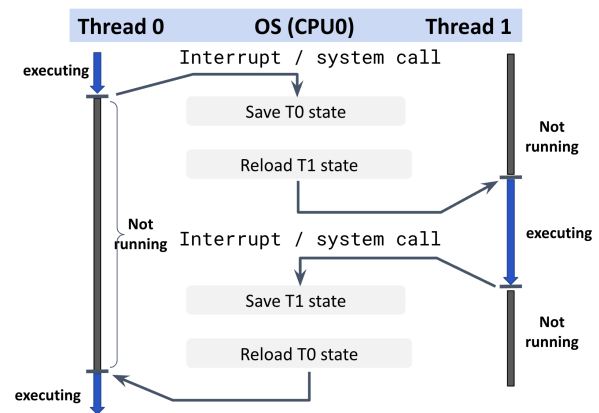 Thread 0 OS (CPU0) Thread 1
Interrupt / system call
executing
Save T0 state
Not
running
Reload T1 state
Not
running
executing
Interrupt / system call
Save T1 state
Not
running
Reload T0 state
executing